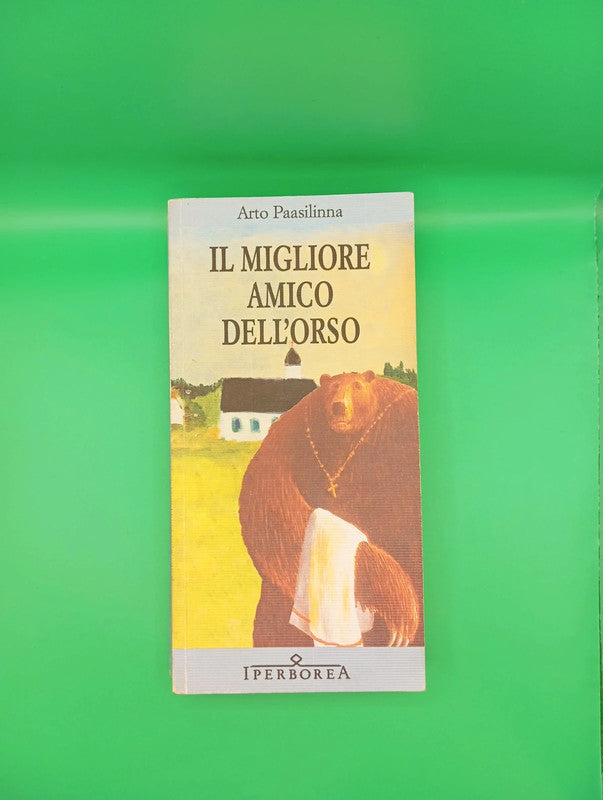 Arto Paasilinna
IL MIGLIORE
AMICO
DELL'ORSO
IPERBOREA